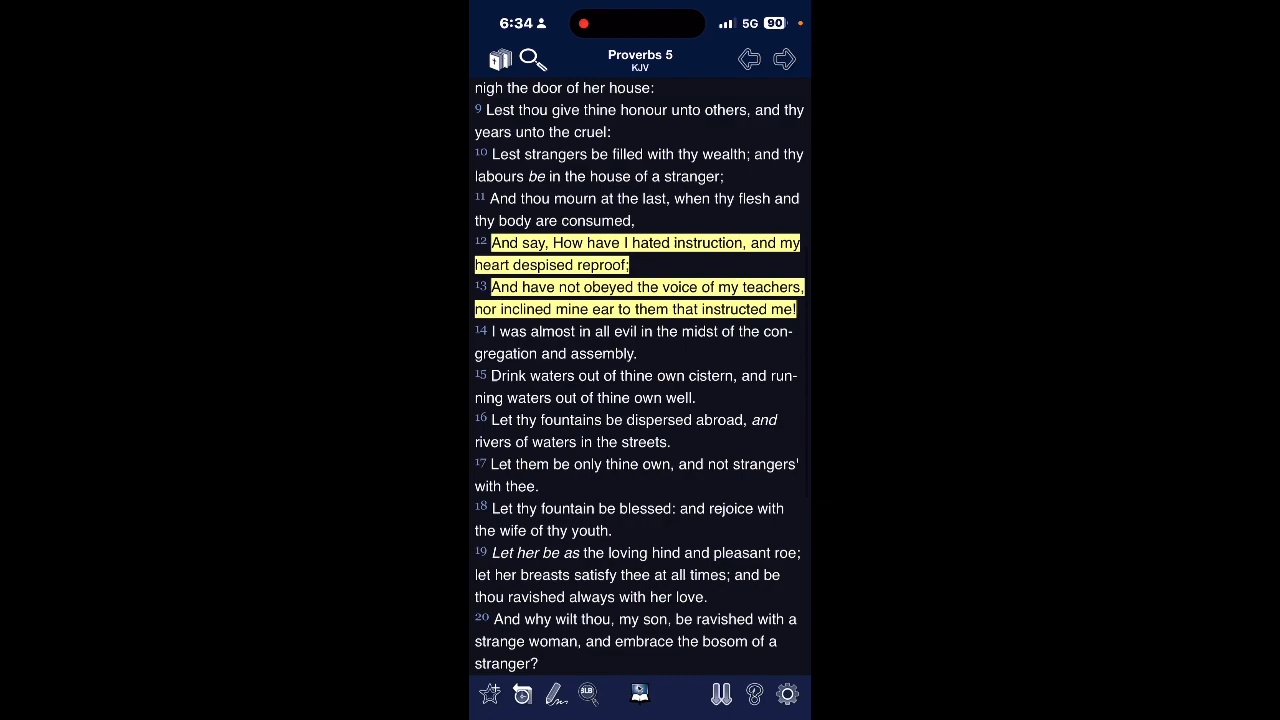 6:34
5G
90
Proverbs 5
KJV
nigh the door of her house:
9 Lest thou give thine honour unto others, and thy
years unto the cruel:
10 Lest strangers be filled with thy wealth; and thy
labours be in the house of a stranger;
11 And thou mourn at the last, when thy flesh and
thy body are consumed,
12 And say, How have I hated instruction, and my
heart despised reproof;
13 And have not obeyed the voice of my teachers,
nor inclined mine ear to them that instructed me!
14 I was almost in all evil in the midst of the con-
gregation and assembly.
15 Drink waters out of thine own cistern, and run-
ning waters out of thine own well.
16 Let thy fountains be dispersed abroad, and
rivers of waters in the streets.
17 Let them be only thine own, and not strangers'
with thee.
18 Let thy fountain be blessed: and rejoice with
the wife of thy youth.
19 Let her be as the loving hind and pleasant roe;
let her breasts satisfy thee at all times; and be
thou ravished always with her love.
20 And why wilt thou, my son, be ravished with a
strange woman, and embrace the bosom of a
stranger?
SLB